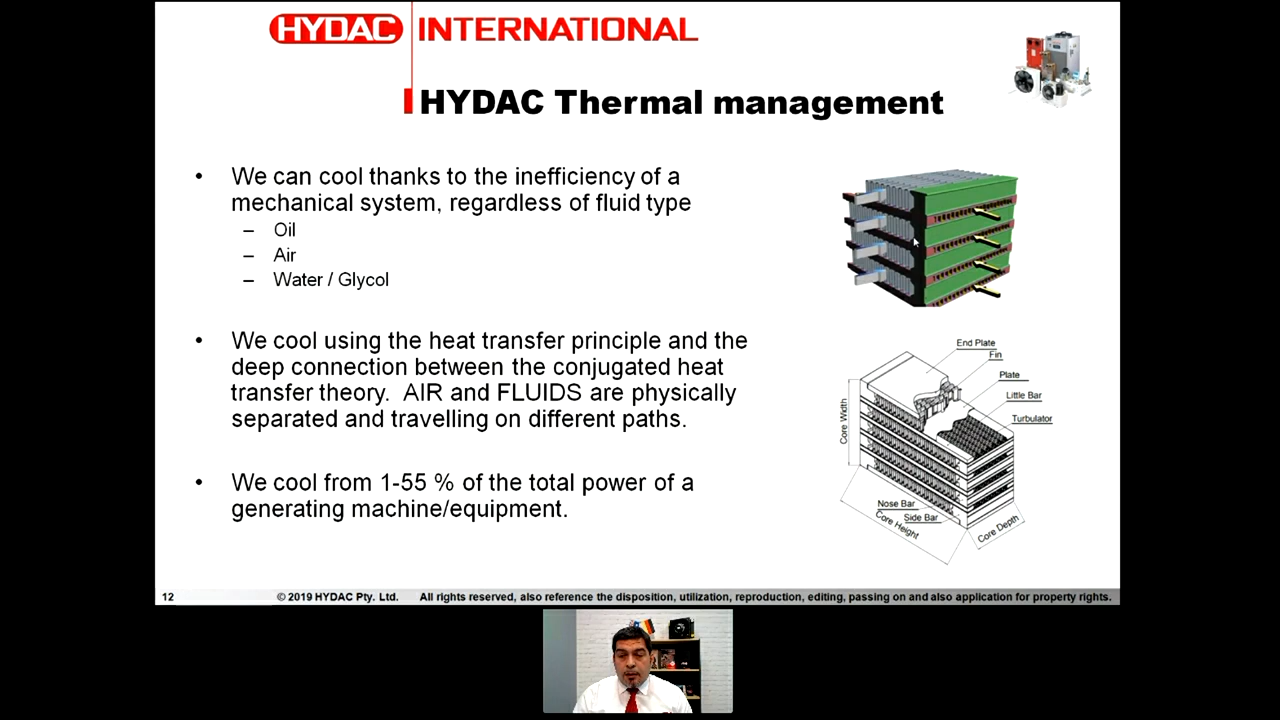 HYDAC INTERNATIONAL
HYDAC Thermal management
• We can cool thanks to the inefficiency of a
mechanical system, regardless of fluid type
– Oil
– Air
– Water / Glycol
• We cool using the heat transfer principle and the
deep connection between the conjugated heat
transfer theory. AIR and FLUIDS are physically
separated and travelling on different paths.
• We cool from 1-55 % of the total power of a
generating machine/equipment.
End Plate
Fin
Plate
Little Bar
Turbulator
Core Width
Nose Bar
Side Bar
Core Height
Core Depth
12
© 2019 HYDAC Pty. Ltd.
All rights reserved, also reference the disposition, utilization, reproduction, editing, passing on and also application for property rights.